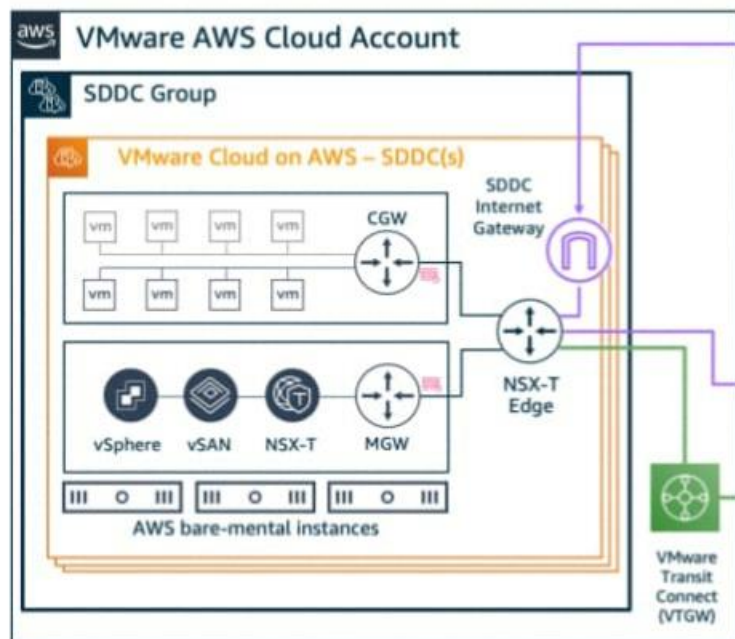 aws
VMware AWS Cloud Account
SDDC Group
VMware Cloud on AWS – SDDC(s)
SDDC
Internet
Gateway
CGW
vm vm vm vm
vm vm vm vm
NSX-T
Edge
vSphere vSAN NSX-T MGW
AWS bare-mental instances
VMware
Transit
Connect
(VTGW)